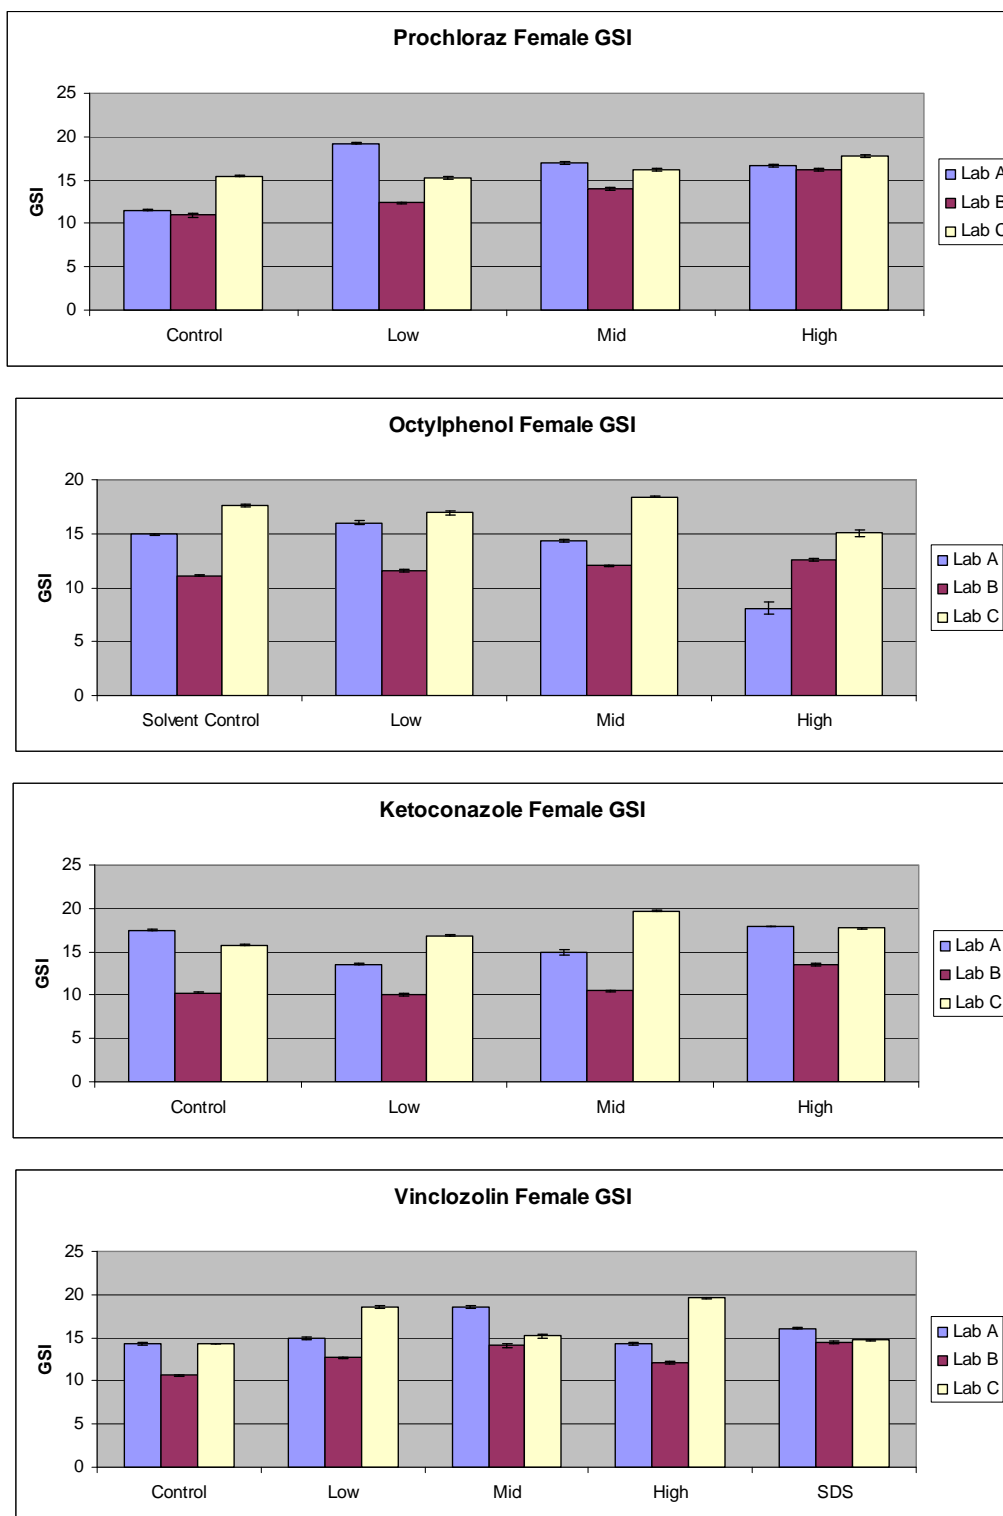 Prochloraz Female GSI
25
20
15
10
5
0
GSI
Control Low Mid High
Lab A
Lab B
Lab C
Octylphenol Female GSI
20
15
10
5
0
GSI
Solvent Control Low Mid High
Lab A
Lab B
Lab C
Ketoconazole Female GSI
25
20
15
10
5
0
GSI
Control Low Mid High
Lab A
Lab B
Lab C
Vinclozolin Female GSI
25
20
15
10
5
0
GSI
Control Low Mid High SDS
Lab A
Lab B
Lab C